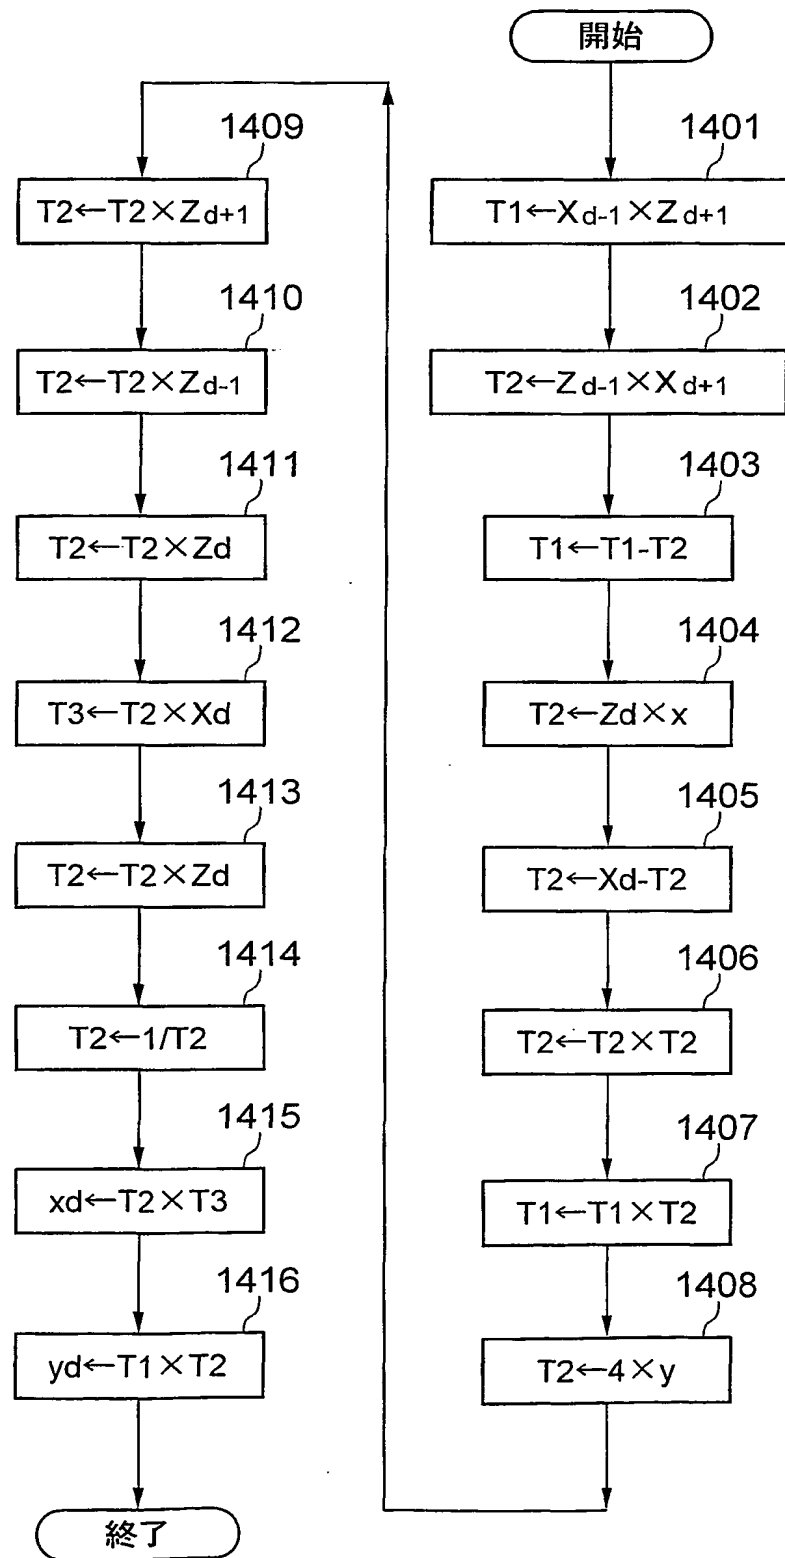 開始
1401
T1←Xd-1×Zd+1
1402
T2←Zd-1×Xd+1
1403
T1←T1-T2
1404
T2←Zd×x
1405
T2←Xd-T2
1406
T2←T2×T2
1407
T1←T1×T2
1408
T2←4×y
1409
T2←T2×Zd+1
1410
T2←T2×Zd-1
1411
T2←T2×Zd
1412
T3←T2×Xd
1413
T2←T2×Zd
1414
T2←1/T2
1415
xd←T2×T3
1416
yd←T1×T2
終了